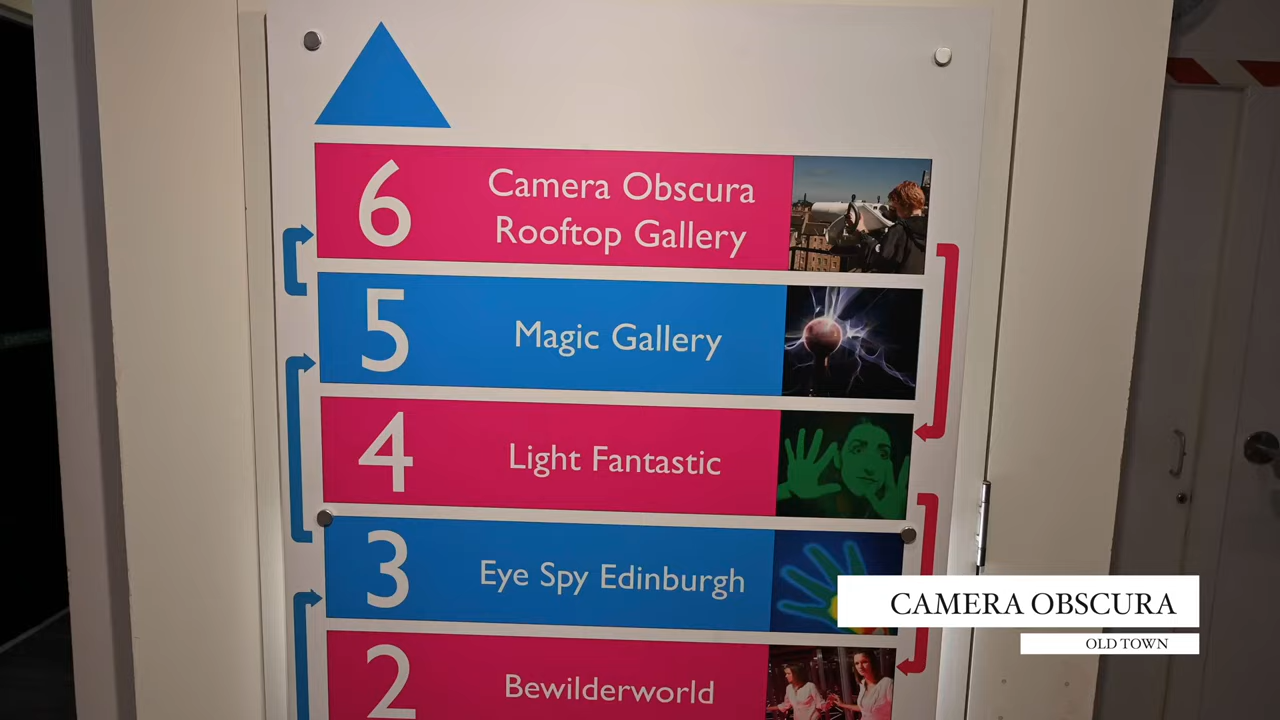 6
Camera Obscura
Rooftop Gallery
5
Magic Gallery
4
Light Fantastic
3
Eye Spy Edinburgh
2
Bewilderworld
CAMERA OBSCURA
OLD TOWN